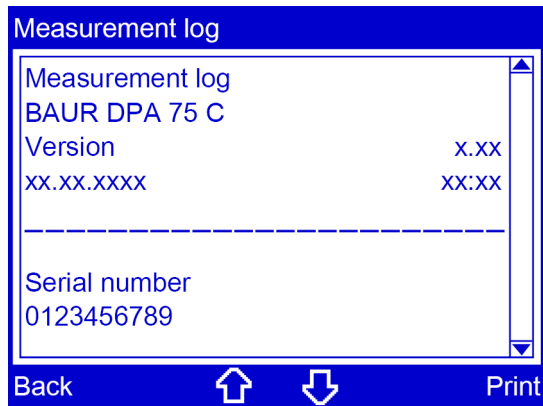 Measurement log
Measurement log
BAUR DPA 75 C
Version x.xx
xx.xx.xxxx xx:xx
Serial number
0123456789
Back Print